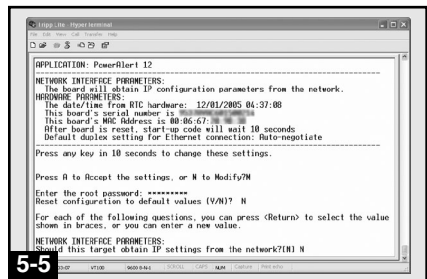 Tripp Lite - HyperTerminal
File Edit View Call Transfer Help
APPLICATION: PowerAlert 12
NETWORK INTERFACE PARAMETERS:
The board will obtain IP configuration parameters from the network.
HARDWARE PARAMETERS:
The date/time from RTC hardware: 12/01/2005 04:37:08
This board's serial number is
This board's MAC Address is 00:06:67:
After board is reset, start-up code will wait 10 seconds
Default duplex setting for Ethernet connection: Auto-negotiate
Press any key in 10 seconds to change these settings.
Press A to Accept the settings, or M to Modify?M
Enter the root password: *********
Reset configuration to default values (Y/N)? N
For each of the following questions, you can press <Return> to select the value
shown in braces, or you can enter a new value.
NETWORK INTERFACE PARAMETERS:
Should this target obtain IP settings from the network?[N] N
VT100 9600 8-N-1 SCROLL CAPS NUM Capture Print echo
5-5